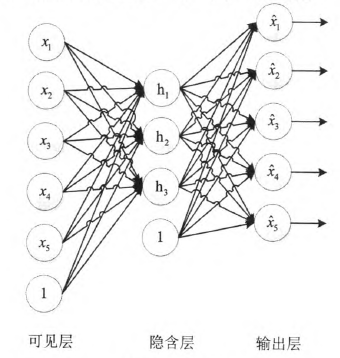 x₁
x₂
x₃
x₄
x₅
1
h₁
h₂
h₃
1
x̂₁
x̂₂
x̂₃
x̂₄
x̂₅
可见层 隐含层 输出层